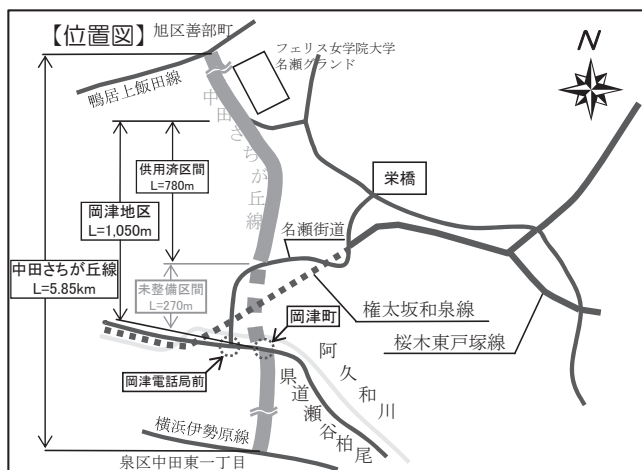 【位置図】
旭区善部町
フェリス女学院大学
名瀬グランド
N
鴨居上飯田線
中田さちが丘線
供用済区間
L=780m
栄橋
岡津地区
L=1,050m
名瀬街道
中田さちが丘線
L=5.85km
未整備区間
L=270m
権太坂和泉線
岡津町
桜木東戸塚線
岡津電話局前
阿久和川
県道瀬谷柏尾
横浜伊勢原線
泉区中田東一丁目